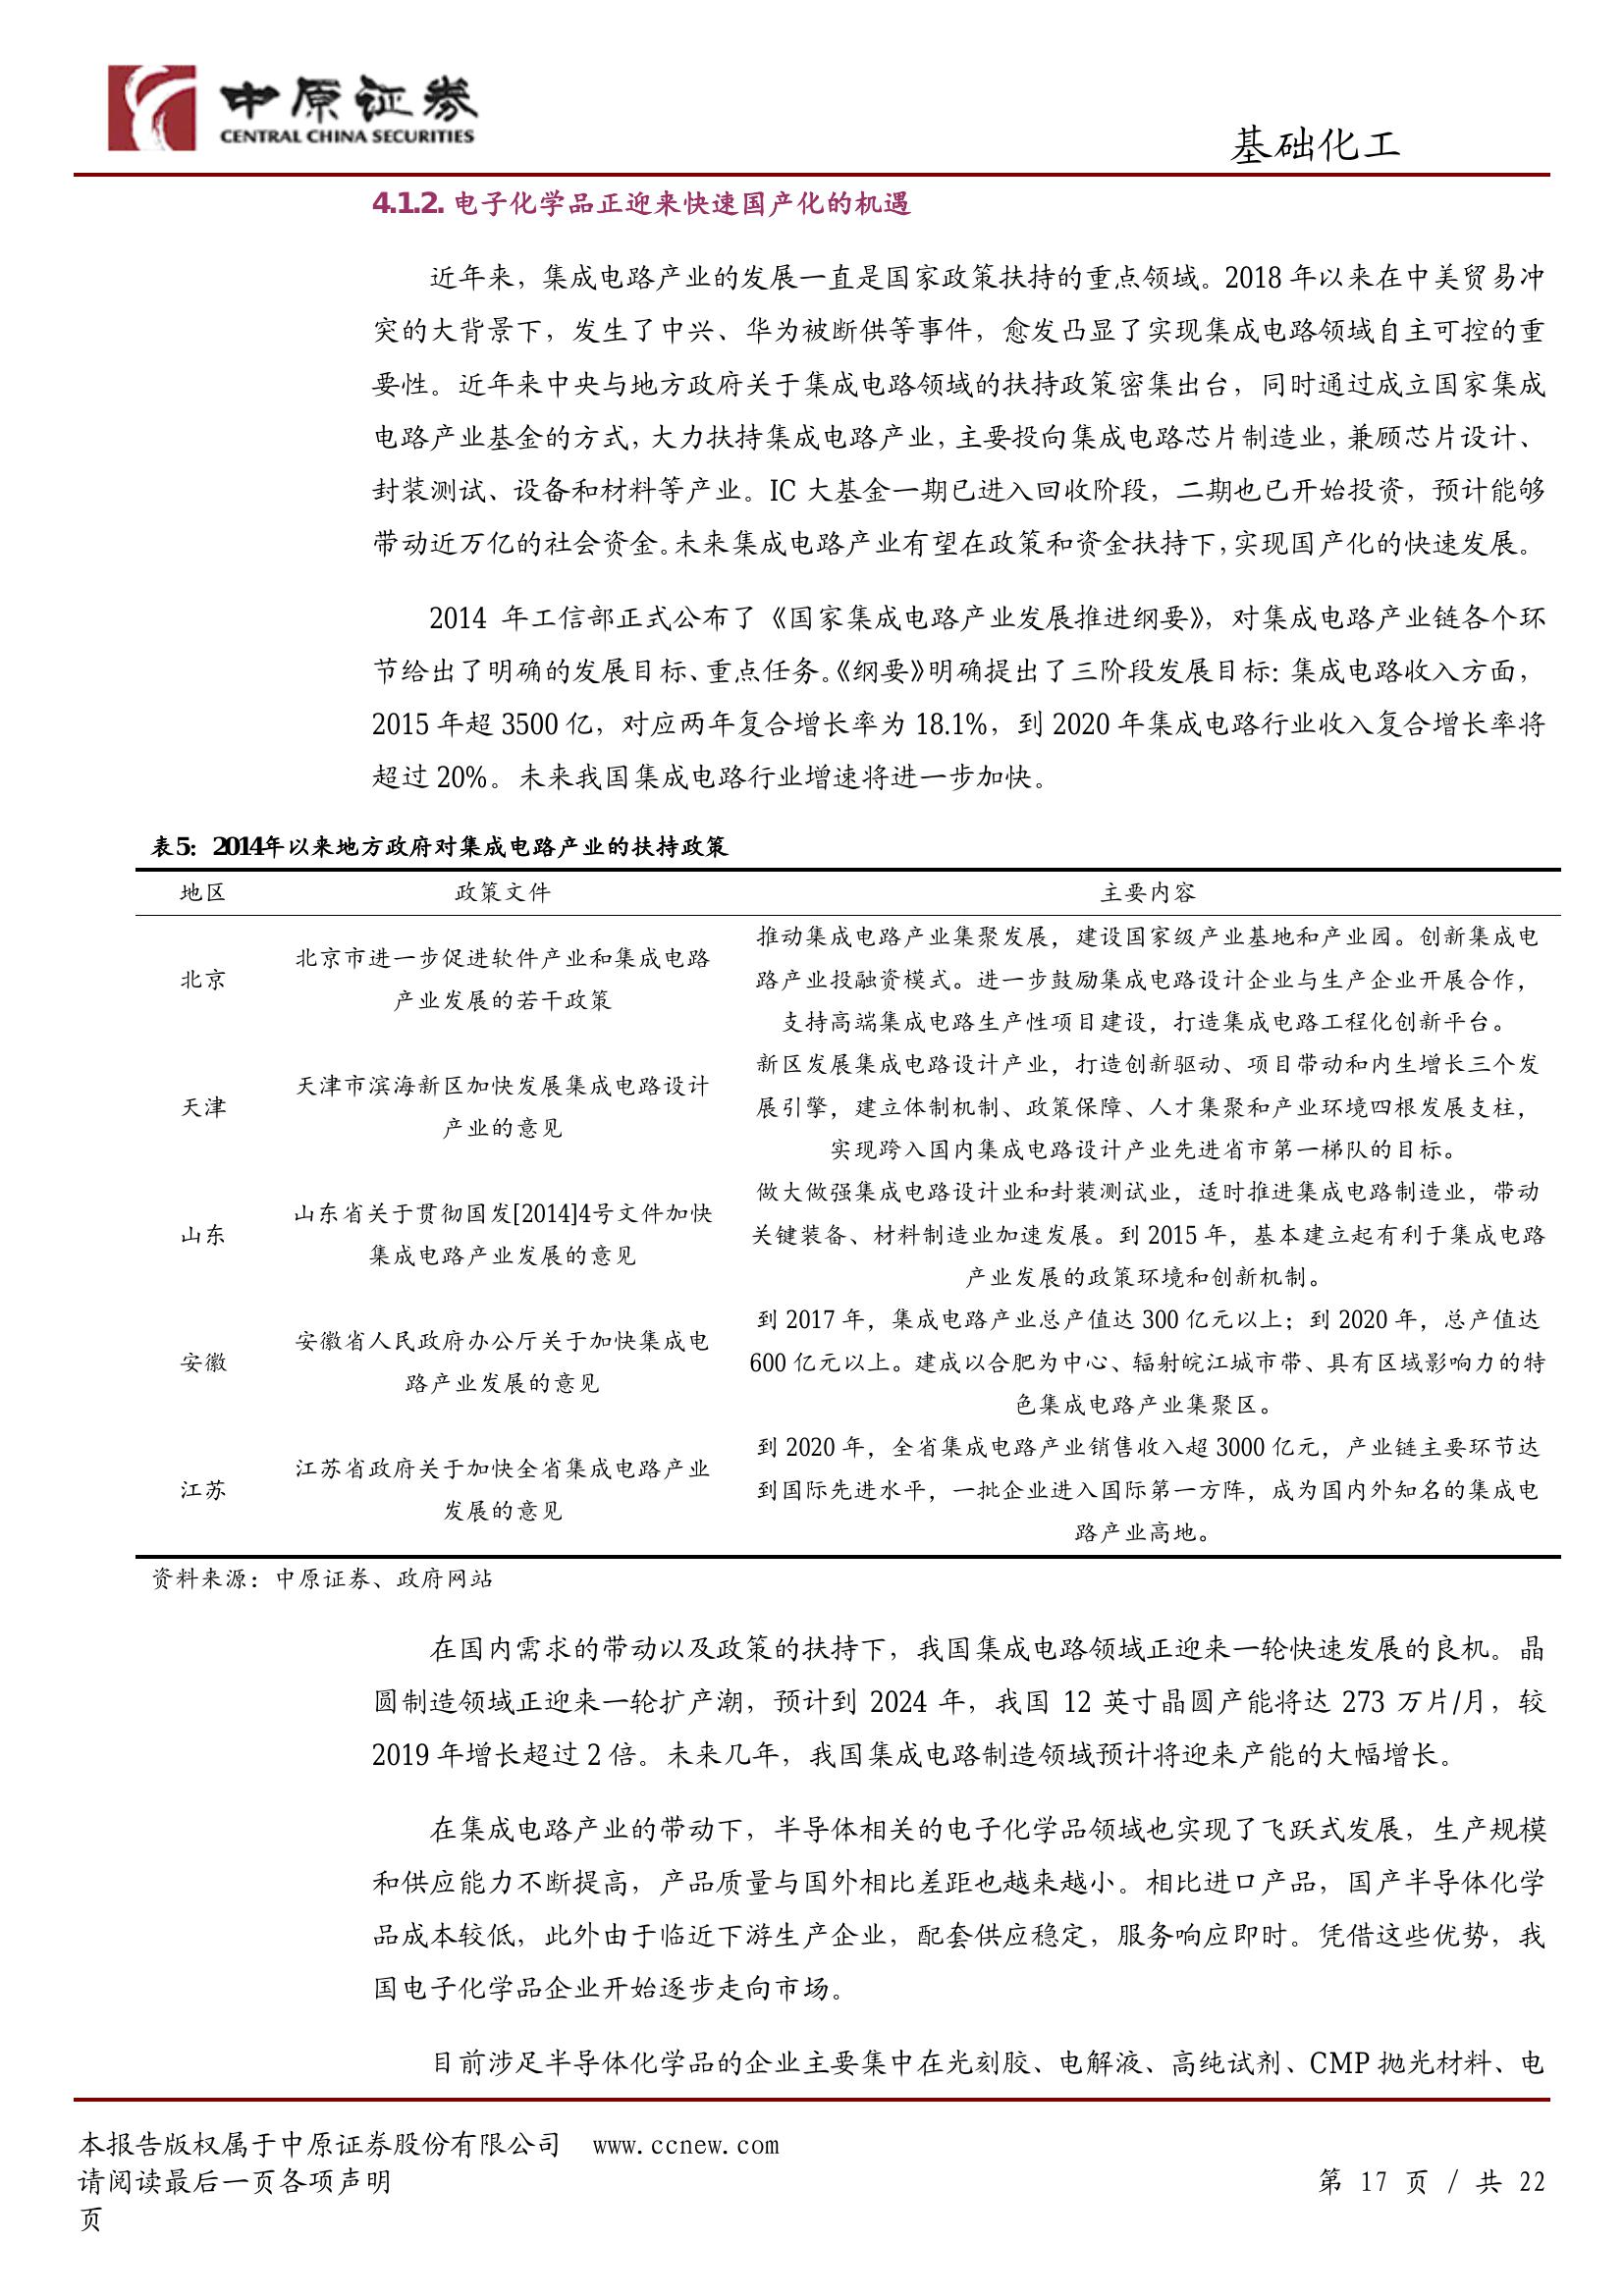 中原证券
CENTRAL CHINA SECURITIES
基础化工
4.1.2. 电子化学品正迎来快速国产化的机遇
近年来，集成电路产业的发展一直是国家政策扶持的重点领域。2018 年以来在中美贸易冲
突的大背景下，发生了中兴、华为被断供等事件，愈发凸显了实现集成电路领域自主可控的重
要性。近年来中央与地方政府关于集成电路领域的扶持政策密集出台，同时通过成立国家集成
电路产业基金的方式，大力扶持集成电路产业，主要投向集成电路芯片制造业，兼顾芯片设计、
封装测试、设备和材料等产业。IC 大基金一期已进入回收阶段，二期也已开始投资，预计能够
带动近万亿的社会资金。未来集成电路产业有望在政策和资金扶持下，实现国产化的快速发展。
2014 年工信部正式公布了《国家集成电路产业发展推进纲要》，对集成电路产业链各个环
节给出了明确的发展目标、重点任务。《纲要》明确提出了三阶段发展目标：集成电路收入方面，
2015 年超 3500 亿，对应两年复合增长率为 18.1%，到 2020 年集成电路行业收入复合增长率将
超过 20%。未来我国集成电路行业增速将进一步加快。
表5：2014年以来地方政府对集成电路产业的扶持政策
地区 政策文件 主要内容
推动集成电路产业集聚发展，建设国家级产业基地和产业园。创新集成电
北京市进一步促进软件产业和集成电路
北京 路产业投融资模式。进一步鼓励集成电路设计企业与生产企业开展合作，
产业发展的若干政策
支持高端集成电路生产性项目建设，打造集成电路工程化创新平台。
新区发展集成电路设计产业，打造创新驱动、项目带动和内生增长三个发
天津市滨海新区加快发展集成电路设计
天津 展引擎，建立体制机制、政策保障、人才集聚和产业环境四根发展支柱，
产业的意见
实现跨入国内集成电路设计产业先进省市第一梯队的目标。
做大做强集成电路设计业和封装测试业，适时推进集成电路制造业，带动
山东省关于贯彻国发[2014]4号文件加快
山东 关键装备、材料制造业加速发展。到 2015 年，基本建立起有利于集成电路
集成电路产业发展的意见
产业发展的政策环境和创新机制。
到 2017 年，集成电路产业总产值达 300 亿元以上；到 2020 年，总产值达
安徽省人民政府办公厅关于加快集成电
安徽 600 亿元以上。建成以合肥为中心、辐射皖江城市带、具有区域影响力的特
路产业发展的意见
色集成电路产业集聚区。
到 2020 年，全省集成电路产业销售收入超 3000 亿元，产业链主要环节达
江苏省政府关于加快全省集成电路产业
江苏 到国际先进水平，一批企业进入国际第一方阵，成为国内外知名的集成电
发展的意见
路产业高地。
资料来源：中原证券、政府网站
在国内需求的带动以及政策的扶持下，我国集成电路领域正迎来一轮快速发展的良机。晶
圆制造领域正迎来一轮扩产潮，预计到 2024 年，我国 12 英寸晶圆产能将达 273 万片/月，较
2019 年增长超过 2 倍。未来几年，我国集成电路制造领域预计将迎来产能的大幅增长。
在集成电路产业的带动下，半导体相关的电子化学品领域也实现了飞跃式发展，生产规模
和供应能力不断提高，产品质量与国外相比差距也越来越小。相比进口产品，国产半导体化学
品成本较低，此外由于临近下游生产企业，配套供应稳定，服务响应即时。凭借这些优势，我
国电子化学品企业开始逐步走向市场。
目前涉足半导体化学品的企业主要集中在光刻胶、电解液、高纯试剂、CMP 抛光材料、电
本报告版权属于中原证券股份有限公司 www.ccnew.com
请阅读最后一页各项声明 第 17 页 / 共 22
页